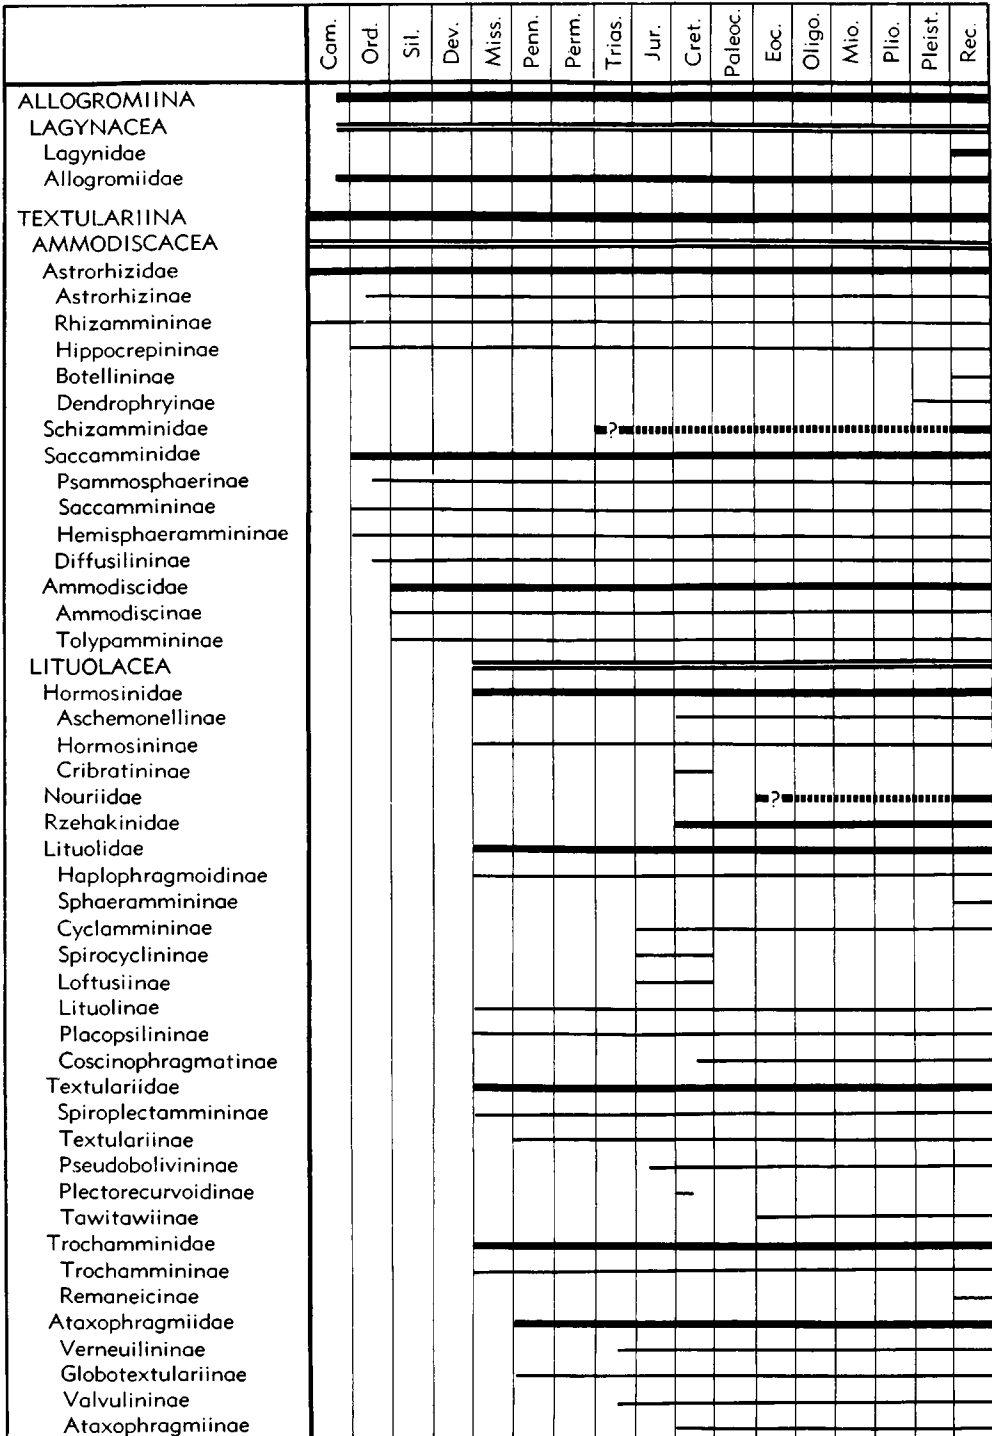 Cam. Ord. Sil. Dev. Miss. Penn. Perm. Trias. Jur. Cret. Paleoc. Eoc. Oligo. Mio. Plio. Pleist. Rec.
ALLOGROMIINA
LAGYNACEA
Lagynidae
Allogromiidae
TEXTULARIINA
AMMODISCACEA
Astrorhizidae
Astrorhizinae
Rhizammininae
Hippocrepininae
Botellininae
Dendrophryinae
Schizamminidae ?
Saccamminidae
Psammosphaerinae
Saccammininae
Hemisphaerammininae
Diffusilininae
Ammodiscidae
Ammodiscinae
Tolypammininae
LITUOLACEA
Hormosinidae
Aschemonellinae
Hormosininae
Cribratininae
Nouriidae ?
Rzehakinidae
Lituolidae
Haplophragmoidinae
Sphaerammininae
Cyclammininae
Spirocyclininae
Loftusiinae
Lituolinae
Placopsilininae
Coscinophragmatinae
Textulariidae
Spiroplectammininae
Textulariinae
Pseudobolivininae
Plectorecurvoidinae
Tawitawiinae
Trochamminidae
Trochammininae
Remaneicinae
Ataxophragmiidae
Verneuilininae
Globotextulariinae
Valvulininae
Ataxophragmiinae